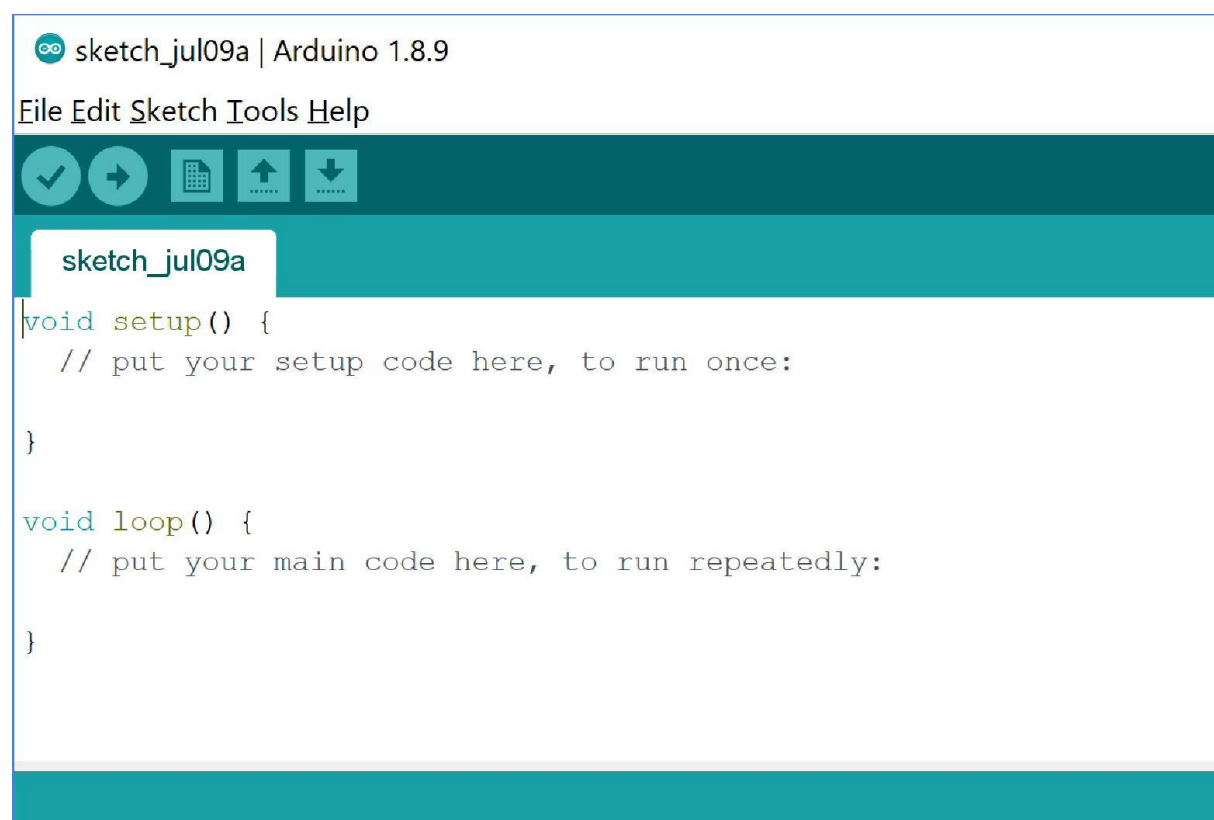 sketch_jul09a | Arduino 1.8.9
File Edit Sketch Tools Help
sketch_jul09a
void setup() {
  // put your setup code here, to run once:
}
void loop() {
  // put your main code here, to run repeatedly:
}